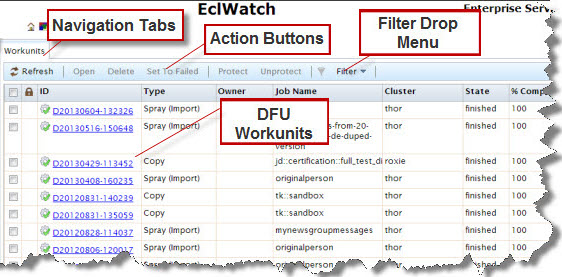 EclWatch
Enterprise Serv
Navigation Tabs
Action Buttons
Filter Drop
Menu
Workunits
Refresh Open Delete Set To Failed Protect Unprotect Filter
ID Type Owner Job Name Cluster State % Comp
D20130604-132326 Spray (Import) thor finished 100
D20130516-150648 Spray (Import) s-from-20- thor finished 100
de-duped-
version
D20130429-113452 Copy jd::certification::full_test_di roxie finished 100
D20130408-160235 Spray (Import) originalperson thor finished 100
D20120831-140239 Copy tk::sandbox thor finished 100
D20120831-135059 Copy tk::sandbox thor finished 100
D20120828-114037 Spray (Import) mynewsgroupmessages thor finished 100
D20120806-120017 Spray (Import) originalperson thor finished 100
DFU
Workunits